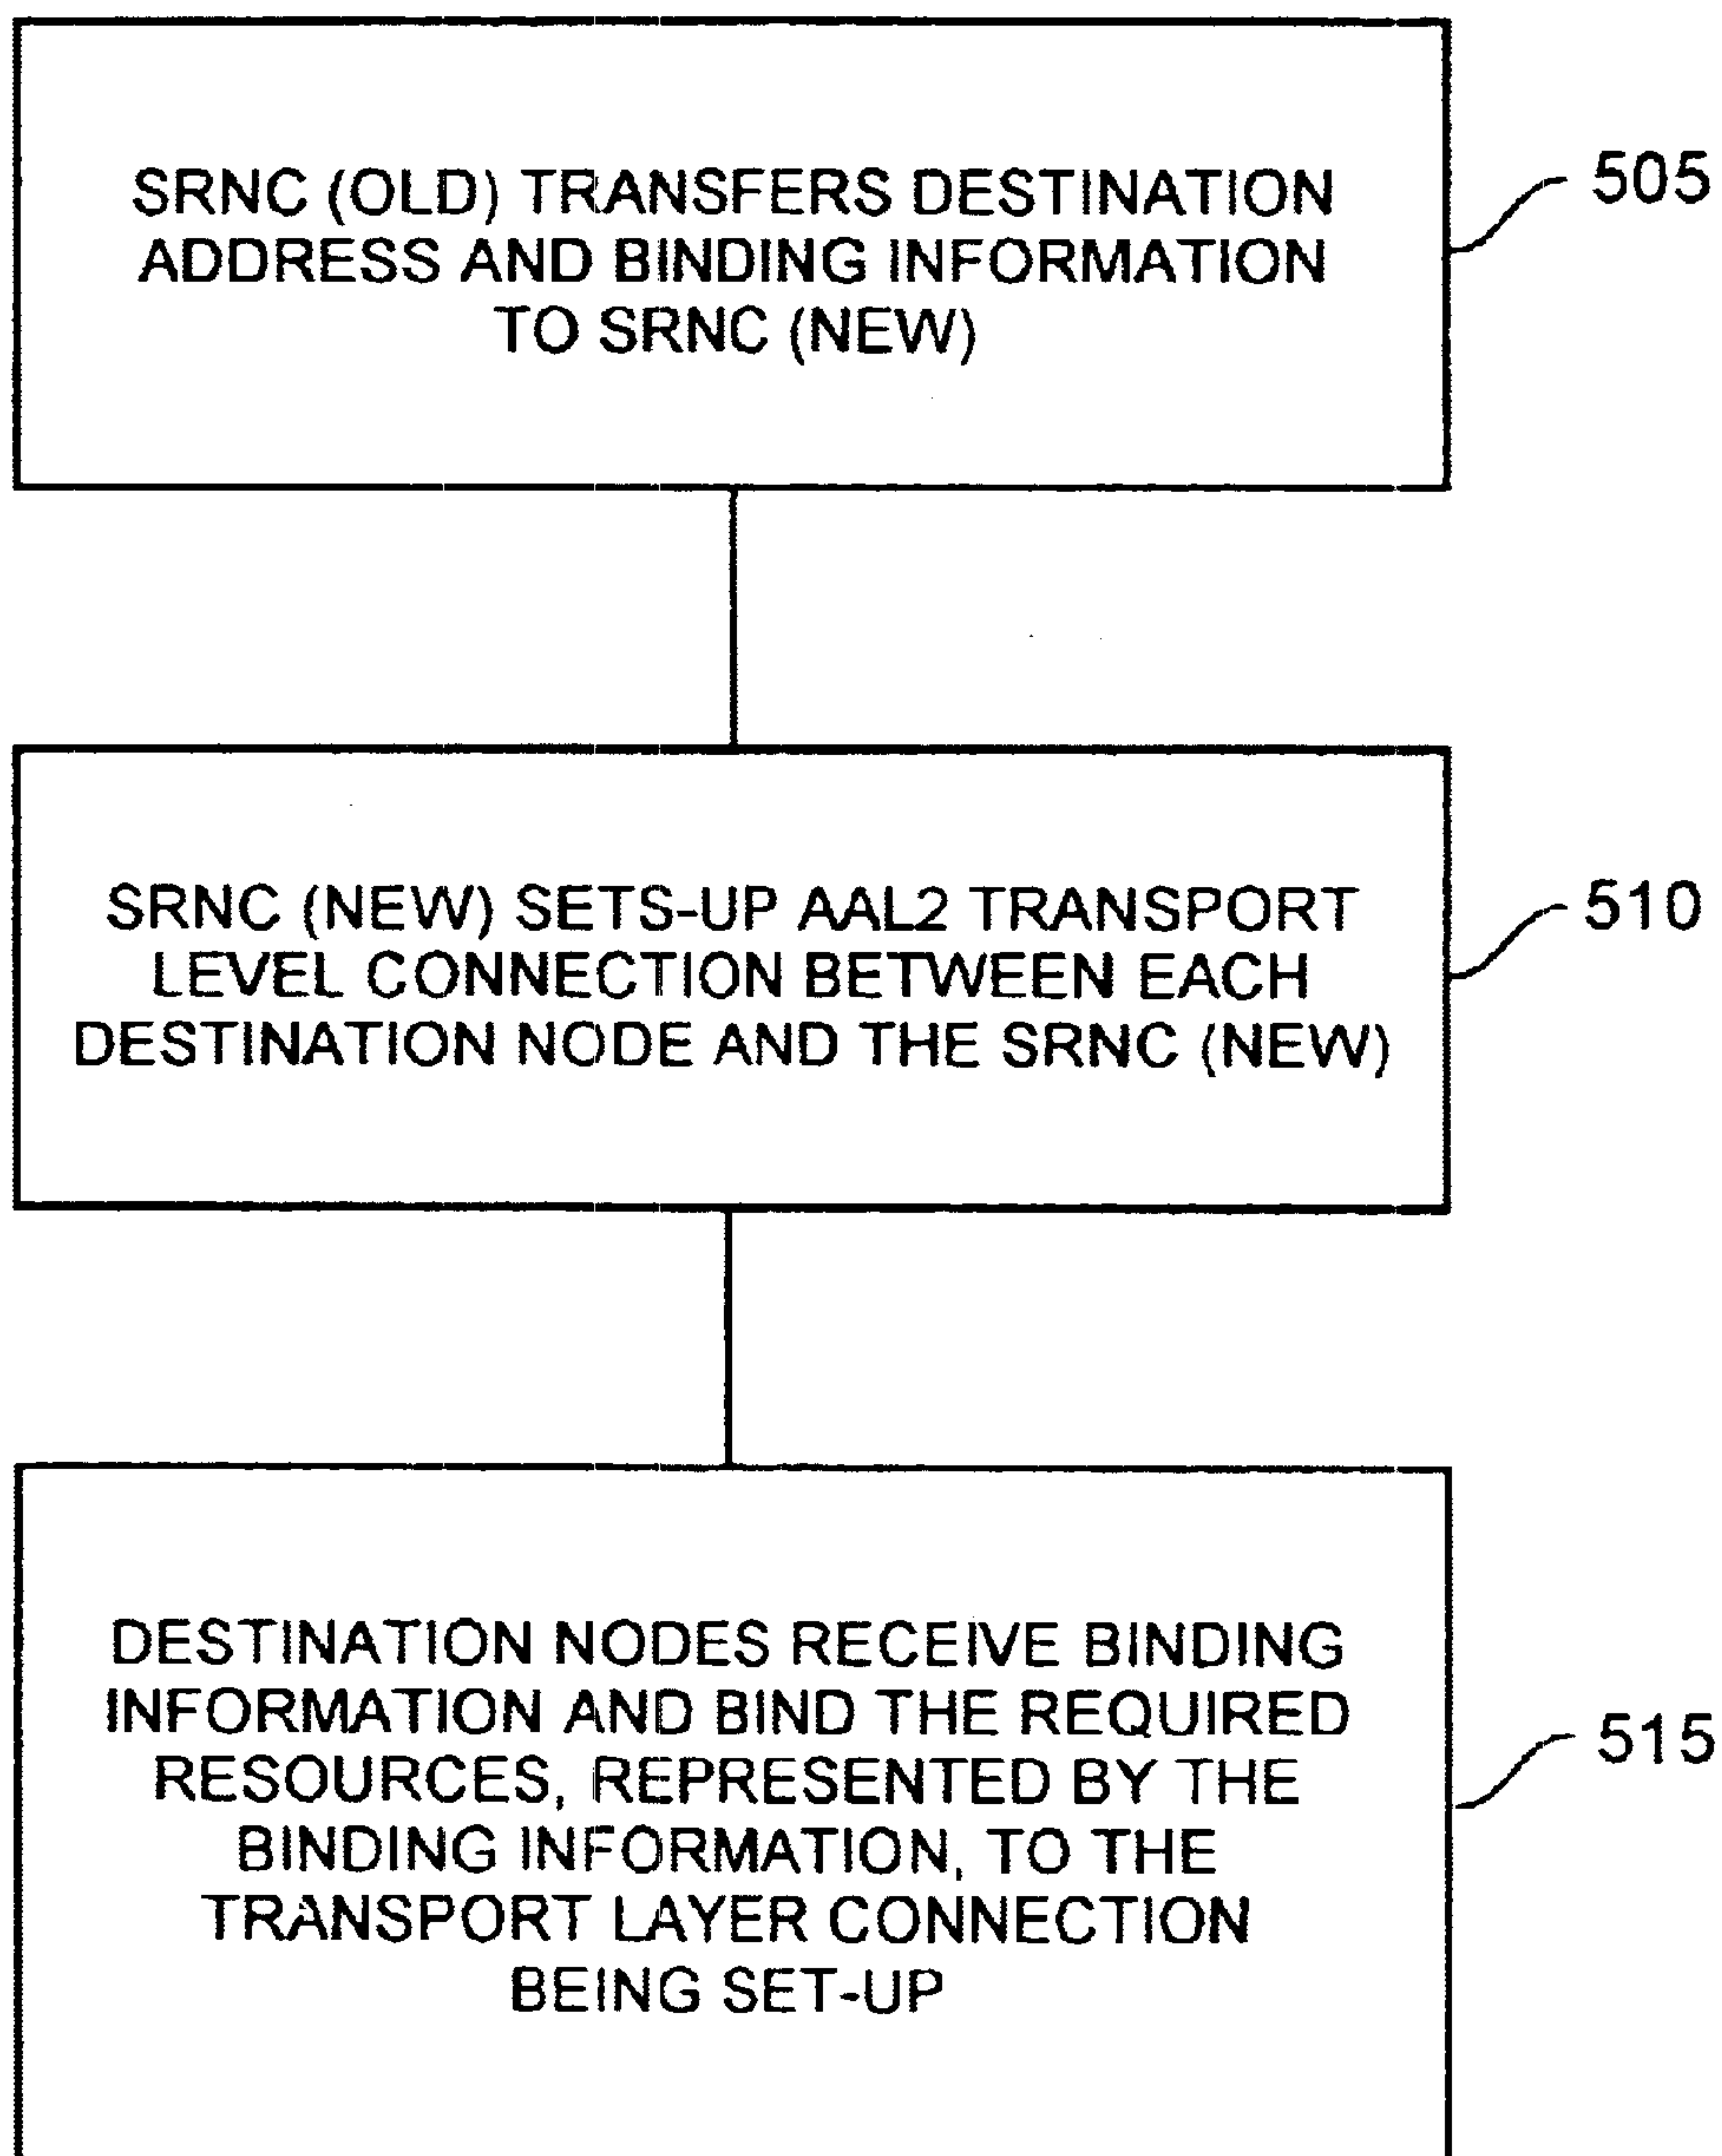 SRNC (OLD) TRANSFERS DESTINATION
ADDRESS AND BINDING INFORMATION
TO SRNC (NEW)
505
SRNC (NEW) SETS-UP AAL2 TRANSPORT
LEVEL CONNECTION BETWEEN EACH
DESTINATION NODE AND THE SRNC (NEW)
510
DESTINATION NODES RECEIVE BINDING
INFORMATION AND BIND THE REQUIRED
RESOURCES, REPRESENTED BY THE
BINDING INFORMATION, TO THE
TRANSPORT LAYER CONNECTION
BEING SET-UP
515